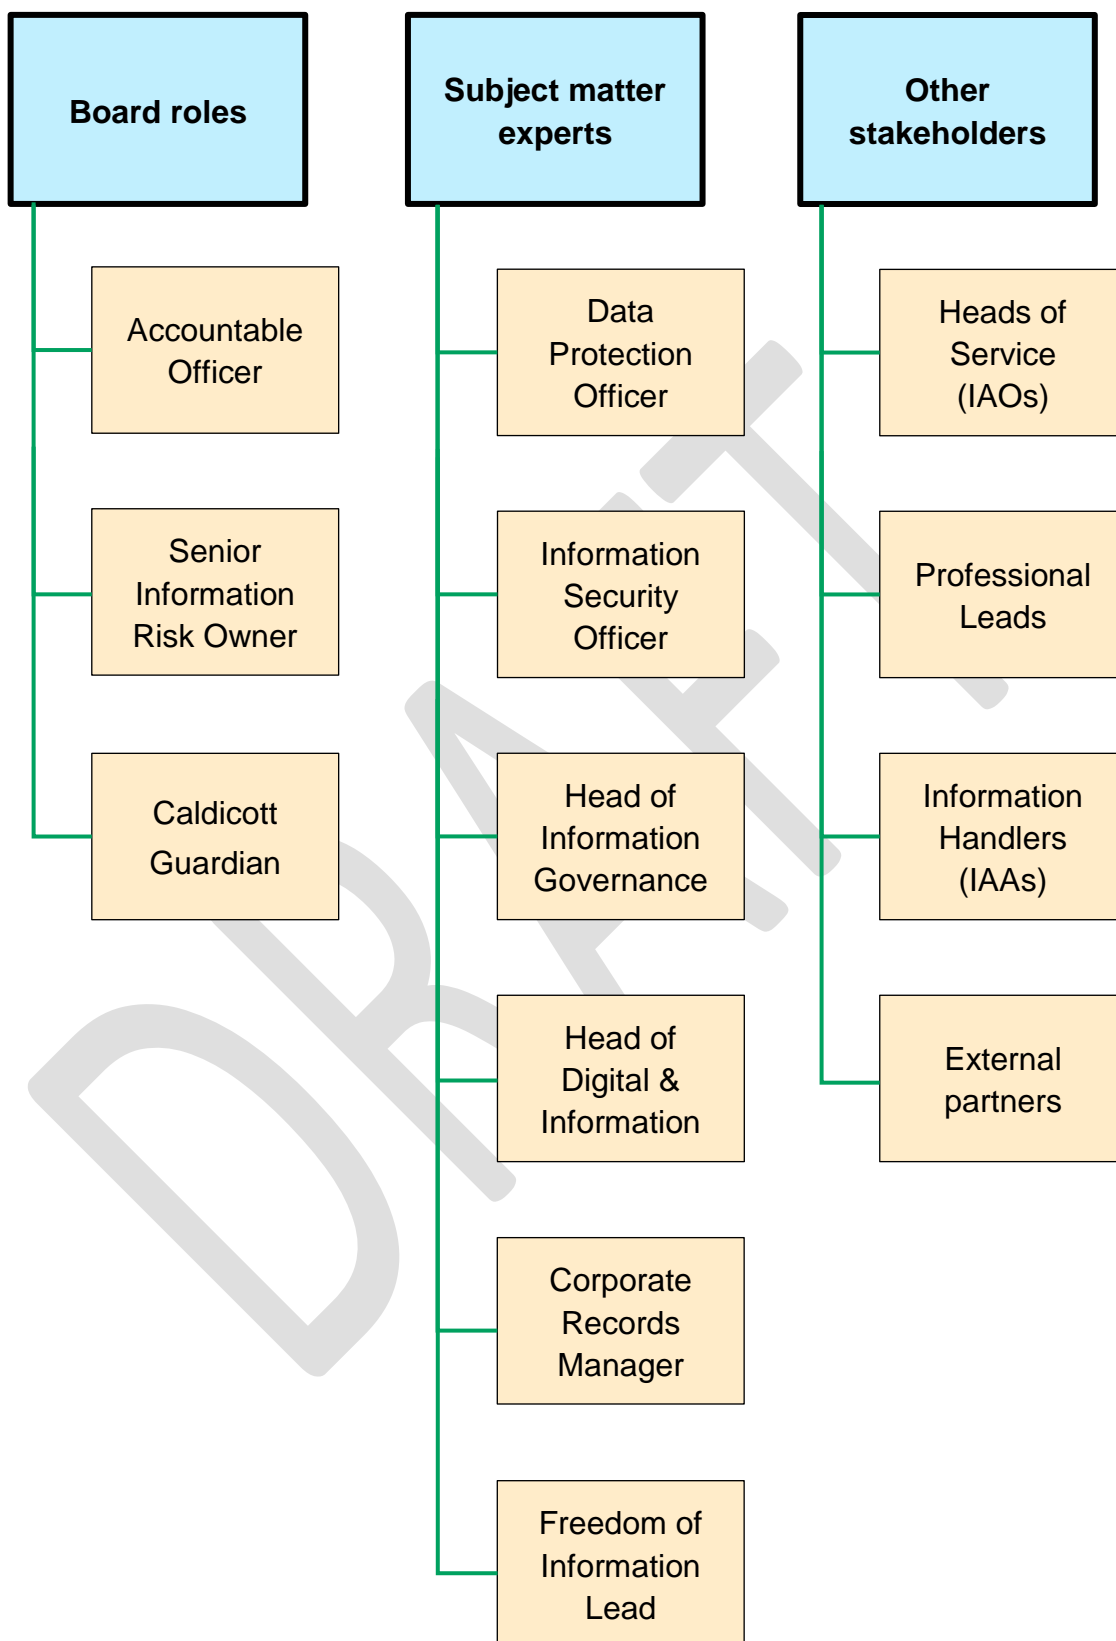 Board roles
Accountable
Officer
Senior
Information
Risk Owner
Caldicott
Guardian
Subject matter
experts
Data
Protection
Officer
Information
Security
Officer
Head of
Information
Governance
Head of
Digital &
Information
Corporate
Records
Manager
Freedom of
Information
Lead
Other
stakeholders
Heads of
Service
(IAOs)
Professional
Leads
Information
Handlers
(IAAs)
External
partners
DRAFT